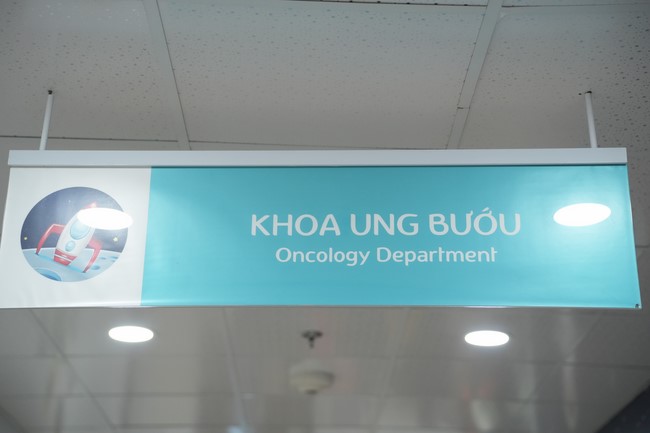 KHOA UNG BƯỚU
Oncology Department